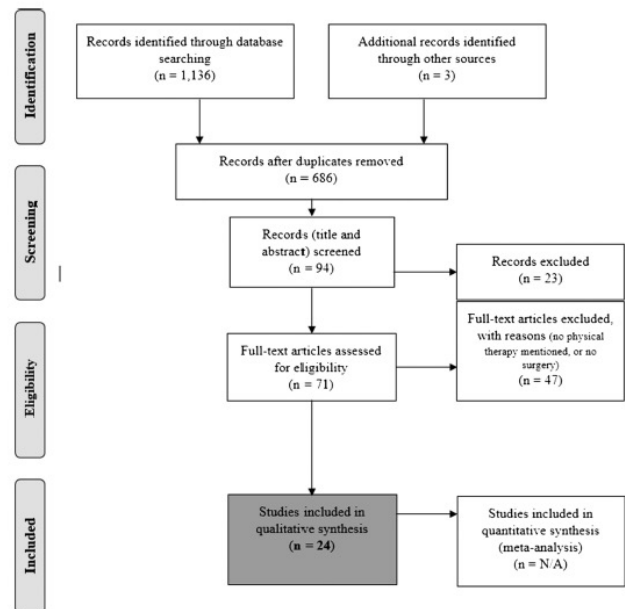 Identification
Records identified through database
searching
(n = 1,136)
Additional records identified
through other sources
(n = 3)
Records after duplicates removed
(n = 686)
Screening
Records (title and
abstract) screened
(n = 94)
Records excluded
(n = 23)
Eligibility
Full-text articles assessed
for eligibility
(n = 71)
Full-text articles excluded,
with reasons (no physical
therapy mentioned, or no
surgery)
(n = 47)
Included
Studies included in
qualitative synthesis
(n = 24)
Studies included in
quantitative synthesis
(meta-analysis)
(n = N/A)